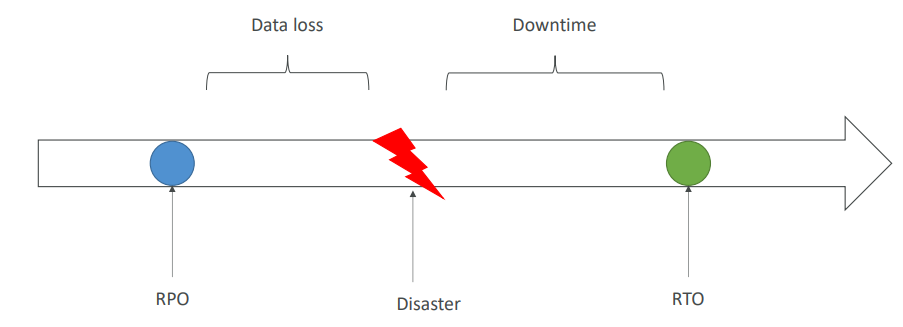 Data loss
Downtime
RPO
Disaster
RTO